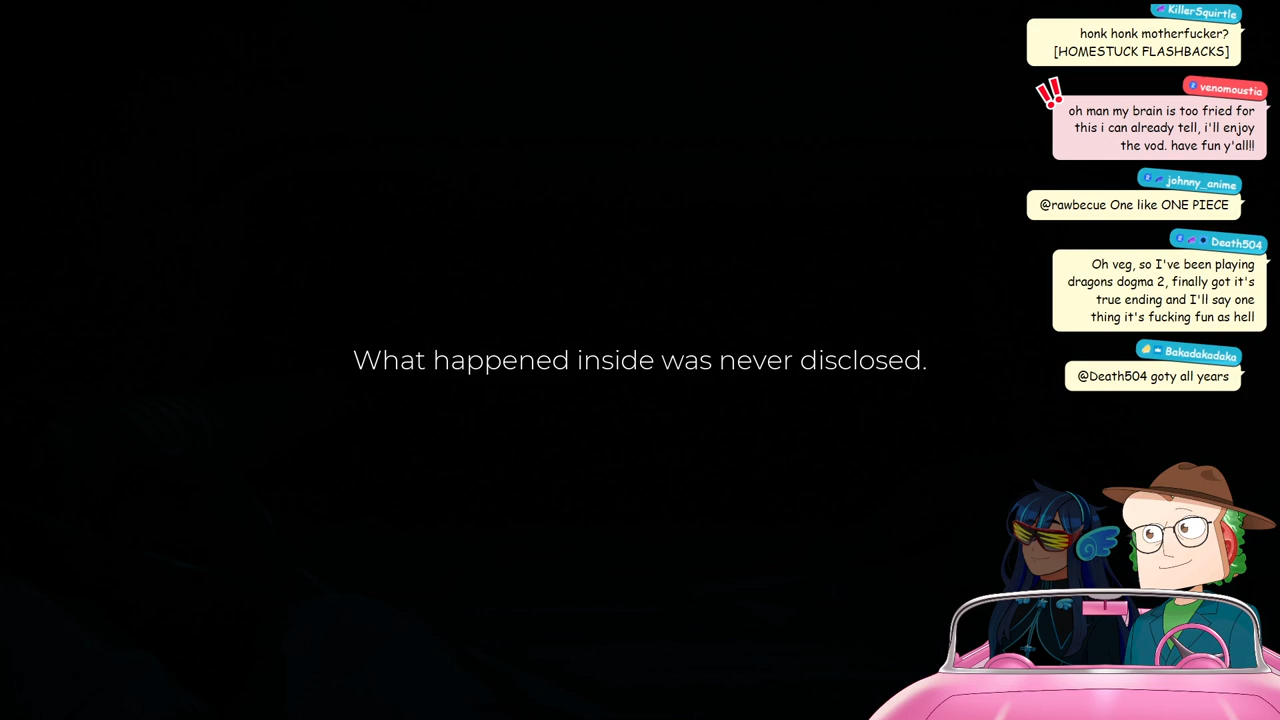 KillerSquirtle
honk honk motherfucker?
[HOMESTUCK FLASHBACKS]
venomoustia
oh man my brain is too fried for
this i can already tell, i'll enjoy
the vod. have fun y'all!!
johnny_anime
@rawbecue One like ONE PIECE
Death504
Oh veg, so I've been playing
dragons dogma 2, finally got it's
true ending and I'll say one
thing it's fucking fun as hell
Bakadakadaka
@Death504 goty all years
What happened inside was never disclosed.